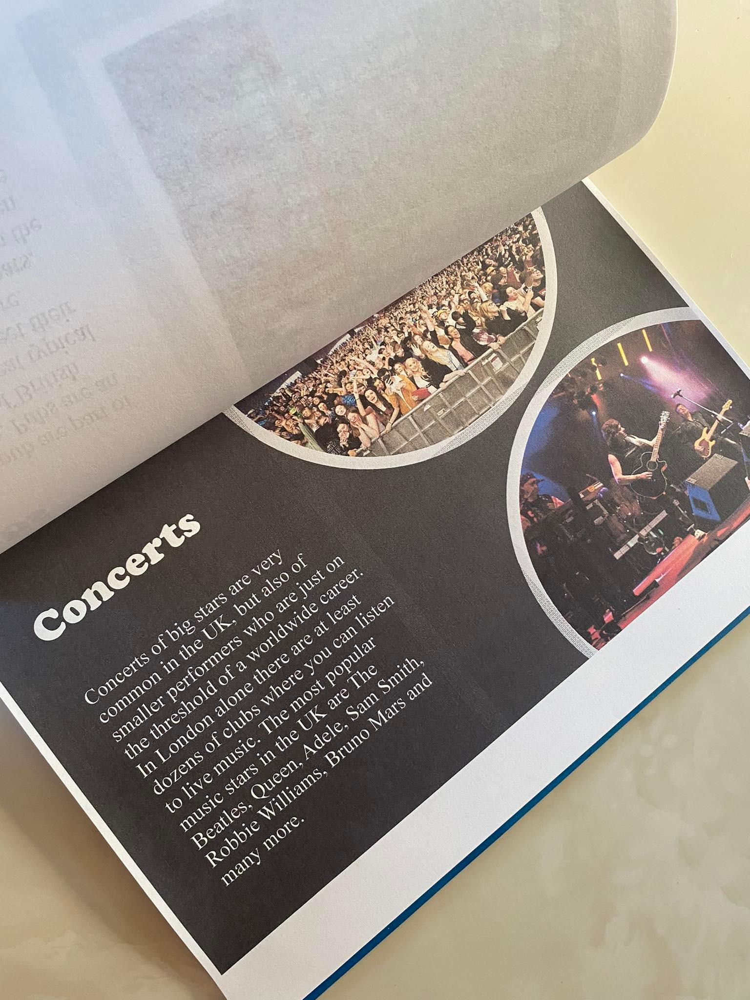 Concerts
Concerts of big stars are very
common in the UK, but also of
smaller performers who are just on
the threshold of a worldwide career.
In London alone there are at least
dozens of clubs where you can listen
to live music. The most popular
music stars in the UK are The
Beatles, Queen, Adele, Sam Smith,
Robbie Williams, Bruno Mars and
many more.